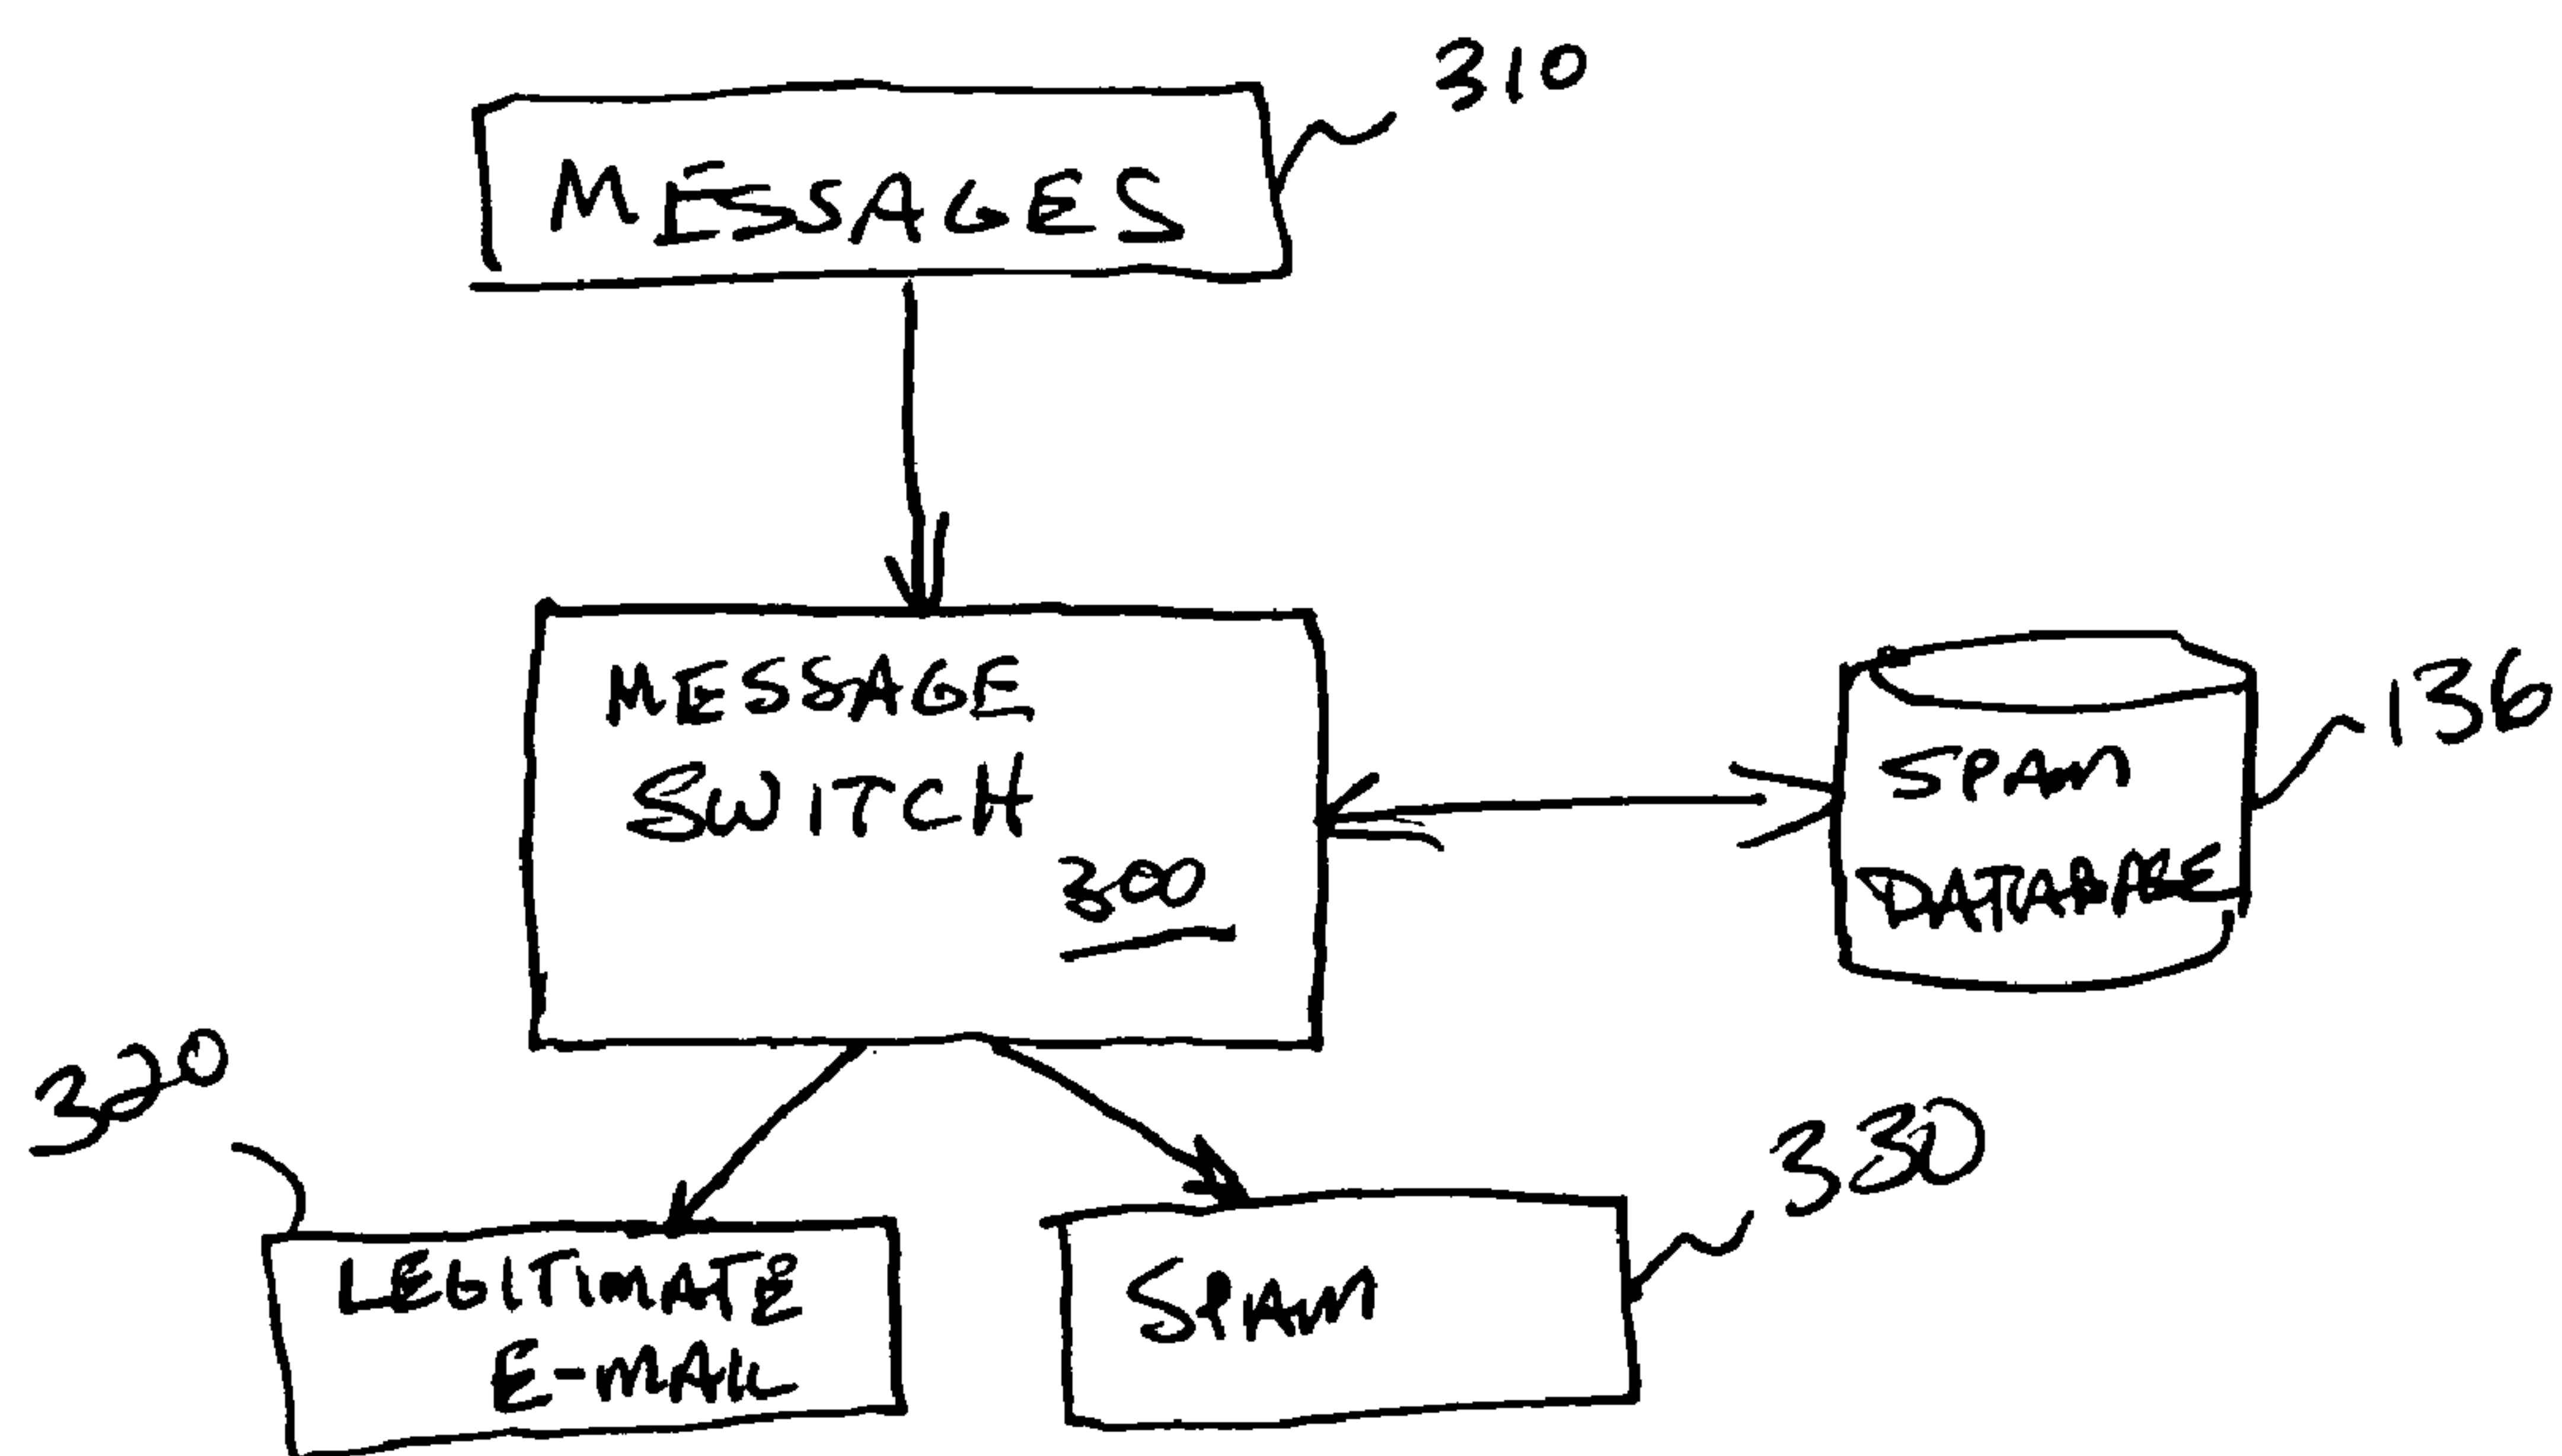 310
MESSAGES
MESSAGE
SWITCH
300
SPAM
DATABASE
136
320
LEGITIMATE
E-MAIL
SPAM
330